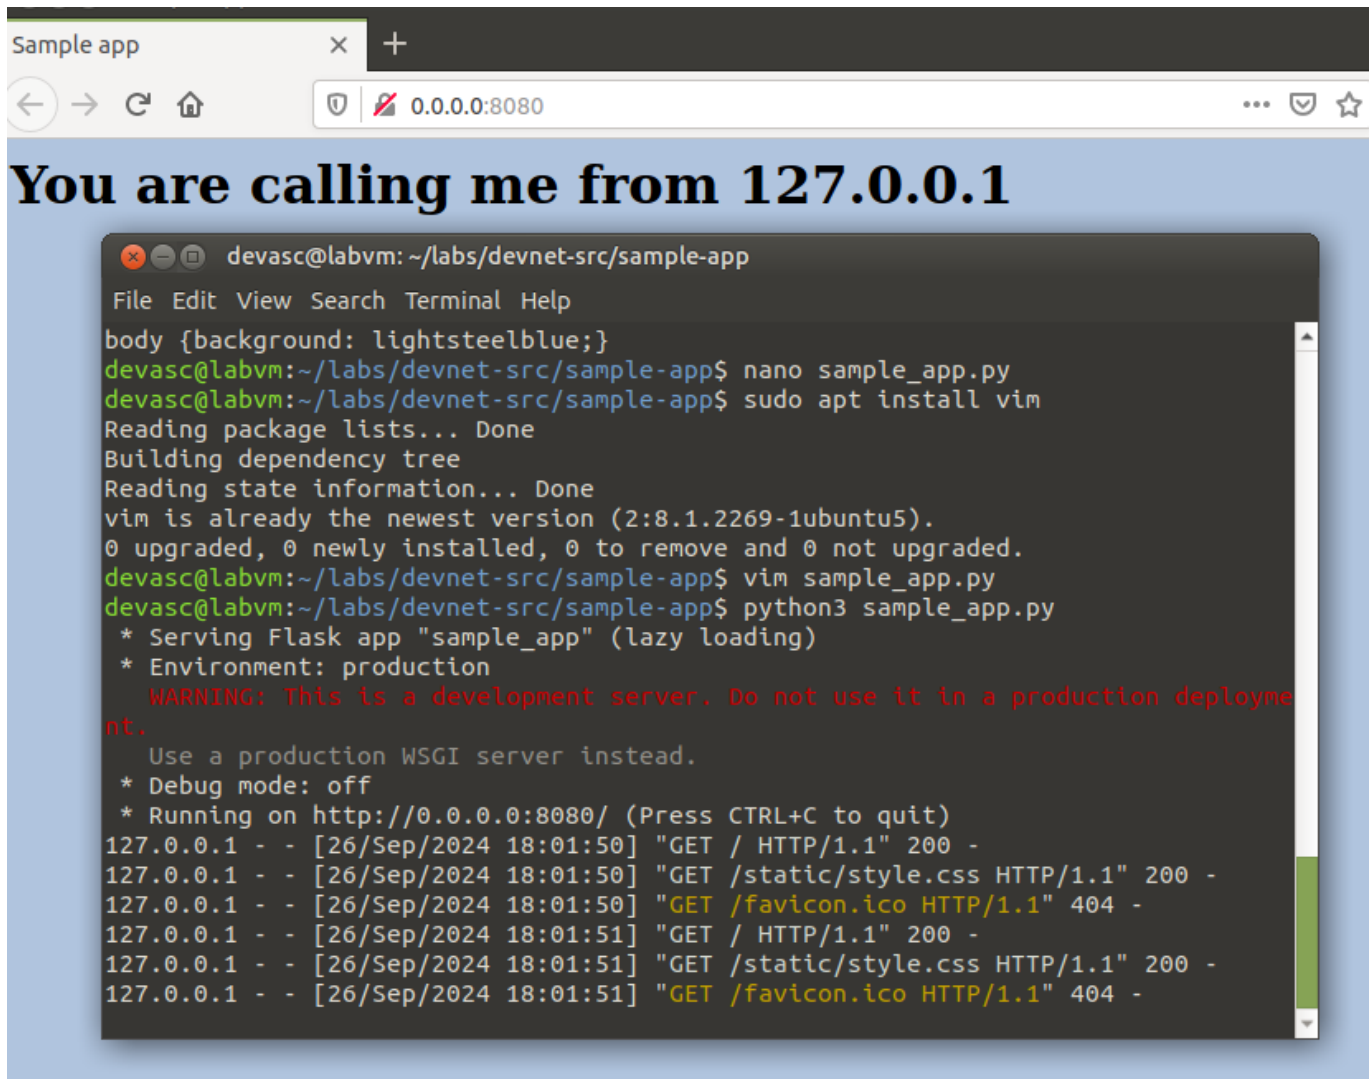 Sample app
0.0.0.0:8080
You are calling me from 127.0.0.1
devasc@labvm: ~/labs/devnet-src/sample-app
File Edit View Search Terminal Help
body {background: lightsteelblue;}
devasc@labvm:~/labs/devnet-src/sample-app$ nano sample_app.py
devasc@labvm:~/labs/devnet-src/sample-app$ sudo apt install vim
Reading package lists... Done
Building dependency tree
Reading state information... Done
vim is already the newest version (2:8.1.2269-1ubuntu5).
0 upgraded, 0 newly installed, 0 to remove and 0 not upgraded.
devasc@labvm:~/labs/devnet-src/sample-app$ vim sample_app.py
devasc@labvm:~/labs/devnet-src/sample-app$ python3 sample_app.py
 * Serving Flask app "sample_app" (lazy loading)
 * Environment: production
   WARNING: This is a development server. Do not use it in a production deployme
nt.
   Use a production WSGI server instead.
 * Debug mode: off
 * Running on http://0.0.0.0:8080/ (Press CTRL+C to quit)
127.0.0.1 - - [26/Sep/2024 18:01:50] "GET / HTTP/1.1" 200 -
127.0.0.1 - - [26/Sep/2024 18:01:50] "GET /static/style.css HTTP/1.1" 200 -
127.0.0.1 - - [26/Sep/2024 18:01:50] "GET /favicon.ico HTTP/1.1" 404 -
127.0.0.1 - - [26/Sep/2024 18:01:51] "GET / HTTP/1.1" 200 -
127.0.0.1 - - [26/Sep/2024 18:01:51] "GET /static/style.css HTTP/1.1" 200 -
127.0.0.1 - - [26/Sep/2024 18:01:51] "GET /favicon.ico HTTP/1.1" 404 -